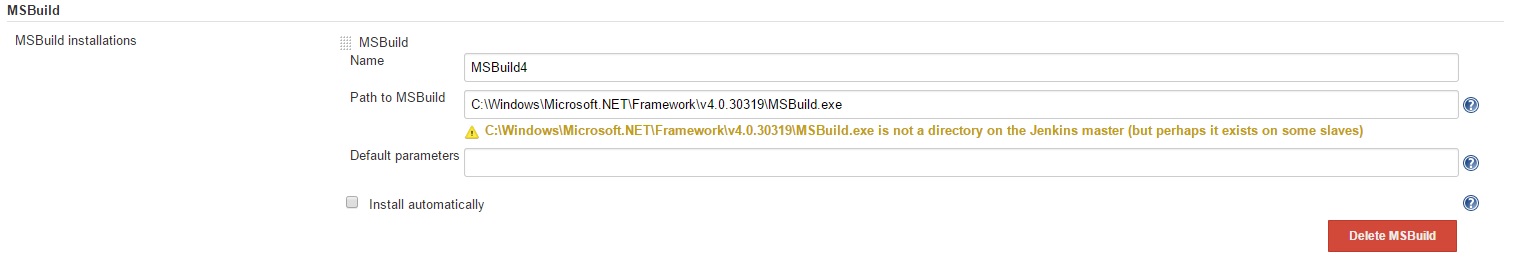 MSBuild
MSBuild installations
MSBuild
Name
MSBuild4
Path to MSBuild
C:\Windows\Microsoft.NET\Framework\v4.0.30319\MSBuild.exe
C:\Windows\Microsoft.NET\Framework\v4.0.30319\MSBuild.exe is not a directory on the Jenkins master (but perhaps it exists on some slaves)
Default parameters
Install automatically
Delete MSBuild